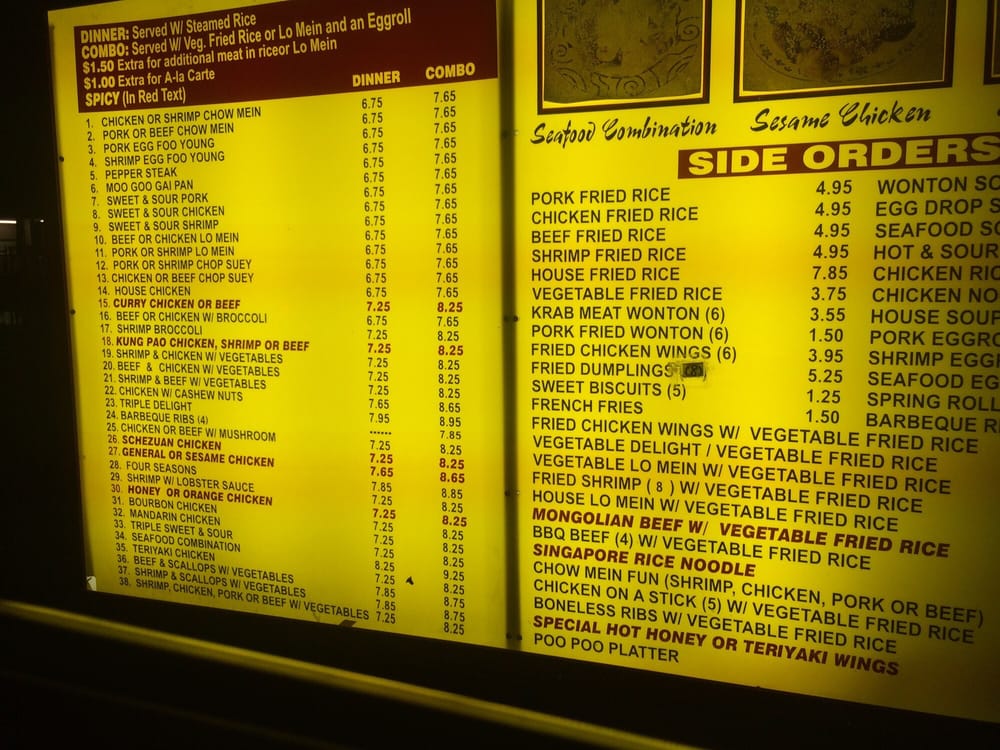 DINNER: Served W/ Steamed Rice
COMBO: Served W/ Veg. Fried Rice or Lo Mein and an Eggroll
$1.50 Extra for additional meat in riceor Lo Mein
$1.00 Extra for A-la Carte
SPICY (In Red Text) DINNER COMBO
1. CHICKEN OR SHRIMP CHOW MEIN 6.75 7.65
2. PORK OR BEEF CHOW MEIN 6.75 7.65
3. PORK EGG FOO YOUNG 6.75 7.65
4. SHRIMP EGG FOO YOUNG 6.75 7.65
5. PEPPER STEAK 6.75 7.65
6. MOO GOO GAI PAN 6.75 7.65
7. SWEET & SOUR PORK 6.75 7.65
8. SWEET & SOUR CHICKEN 6.75 7.65
9. SWEET & SOUR SHRIMP 6.75 7.65
10. BEEF OR CHICKEN LO MEIN 6.75 7.65
11. PORK OR SHRIMP LO MEIN 6.75 7.65
12. PORK OR SHRIMP CHOP SUEY 6.75 7.65
13. CHICKEN OR BEEF CHOP SUEY 6.75 7.65
14. HOUSE CHICKEN 6.75 7.65
15. CURRY CHICKEN OR BEEF 7.25 8.25
16. BEEF OR CHICKEN W/ BROCCOLI 6.75 7.65
17. SHRIMP BROCCOLI 7.25 8.25
18. KUNG PAO CHICKEN, SHRIMP OR BEEF 7.25 8.25
19. SHRIMP & CHICKEN W/ VEGETABLES 7.25 8.25
20. BEEF & CHICKEN W/ VEGETABLES 7.25 8.25
21. SHRIMP & BEEF W/ VEGETABLES 7.25 8.25
22. CHICKEN W/ CASHEW NUTS 7.65 8.65
23. TRIPLE DELIGHT 7.95 8.95
24. BARBEQUE RIBS (4) ...... 7.85
25. CHICKEN OR BEEF W/ MUSHROOM 7.25 8.25
26. SCHEZUAN CHICKEN 7.25 8.25
27. GENERAL OR SESAME CHICKEN 7.65 8.65
28. FOUR SEASONS 7.85 8.85
29. SHRIMP W/ LOBSTER SAUCE 7.25 8.25
30. HONEY OR ORANGE CHICKEN 7.25 8.25
31. BOURBON CHICKEN 7.25 8.25
32. MANDARIN CHICKEN 7.25 8.25
33. TRIPLE SWEET & SOUR 7.25 8.25
34. SEAFOOD COMBINATION 8.25 9.25
35. TERIYAKI CHICKEN 7.25 8.25
36. BEEF & SCALLOPS W/ VEGETABLES 7.85 8.75
37. SHRIMP & SCALLOPS W/ VEGETABLES 7.85 8.75
38. SHRIMP, CHICKEN, PORK OR BEEF W/ VEGETABLES 7.25 8.25
Seafood Combination Sesame Chicken
SIDE ORDERS
PORK FRIED RICE 4.95 WONTON
CHICKEN FRIED RICE 4.95 EGG DROP
BEEF FRIED RICE 4.95 SEAFOOD
SHRIMP FRIED RICE 4.95 HOT & SOUR
HOUSE FRIED RICE 7.85 CHICKEN
VEGETABLE FRIED RICE 3.75 CHICKEN
KRAB MEAT WONTON (6) 3.55 HOUSE SOUP
PORK FRIED WONTON (6) 1.50 PORK
FRIED CHICKEN WINGS (6) 3.95 SHRIMP
FRIED DUMPLINGS (8) 5.25 SEAFOOD
SWEET BISCUITS (5) 1.25 SPRING ROLL
FRENCH FRIES 1.50 BARBEQUE
FRIED CHICKEN WINGS W/ VEGETABLE FRIED RICE
VEGETABLE DELIGHT / VEGETABLE FRIED RICE
VEGETABLE LO MEIN W/ VEGETABLE FRIED RICE
FRIED SHRIMP ( 8 ) W/ VEGETABLE FRIED RICE
HOUSE LO MEIN W/ VEGETABLE FRIED RICE
MONGOLIAN BEEF W/ VEGETABLE FRIED RICE
BBQ BEEF (4) W/ VEGETABLE FRIED RICE
SINGAPORE RICE NOODLE
CHOW MEIN FUN (SHRIMP, CHICKEN, PORK OR BEEF)
CHICKEN ON A STICK (5) W/ VEGETABLE FRIED RICE
BONELESS RIBS W/ VEGETABLE FRIED RICE
SPECIAL HOT HONEY OR TERIYAKI WINGS
POO POO PLATTER